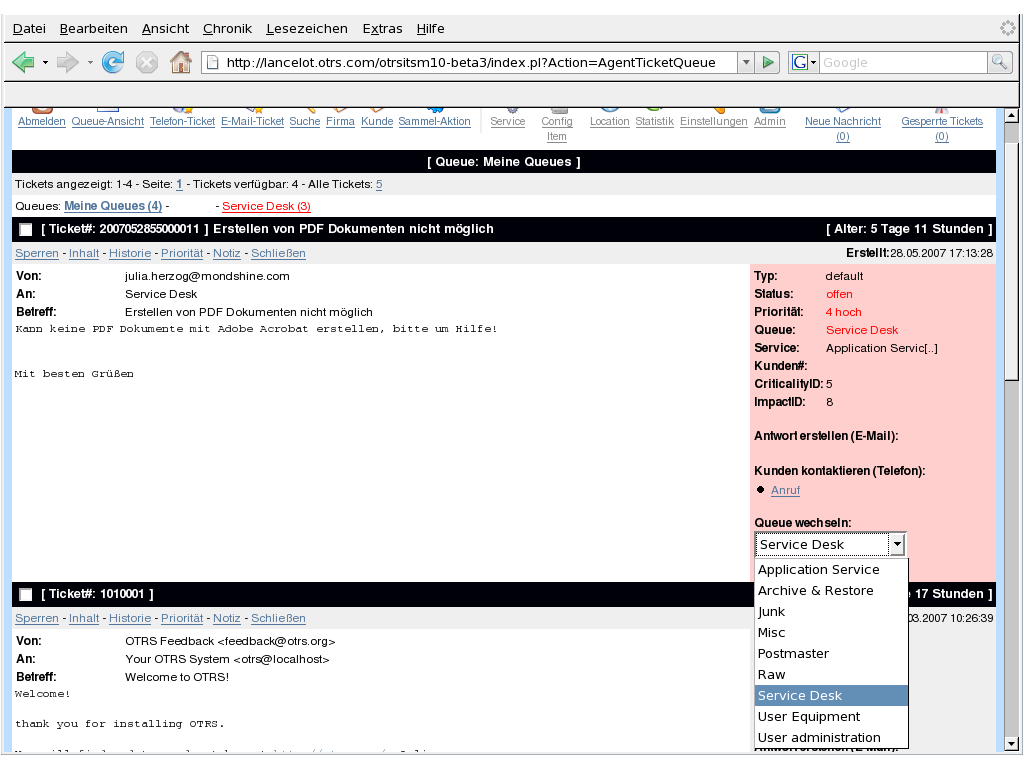 Datei Bearbeiten Ansicht Chronik Lesezeichen Extras Hilfe
http://lancelot.otrs.com/otrsitsm10-beta3/index.pl?Action=AgentTicketQueue
G Google
Abmelden Queue-Ansicht Telefon-Ticket E-Mail-Ticket Suche Firma Kunde Sammel-Aktion Service Config Item Location Statistik Einstellungen Admin Neue Nachricht (0) Gesperrte Tickets (0)
[ Queue: Meine Queues ]
Tickets angezeigt: 1-4 - Seite: 1 - Tickets verfügbar: 4 - Alle Tickets: 5
Queues: Meine Queues (4) - - Service Desk (3)
[ Ticket#: 2007052855000011 ] Erstellen von PDF Dokumenten nicht möglich [ Alter: 5 Tage 11 Stunden ]
Sperren - Inhalt - Historie - Priorität - Notiz - Schließen Erstellt:28.05.2007 17:13:28
Von: julia.herzog@mondshine.com
An: Service Desk
Betreff: Erstellen von PDF Dokumenten nicht möglich
Kann keine PDF Dokumente mit Adobe Acrobat erstellen, bitte um Hilfe!
Mit besten Grüßen
Typ: default
Status: offen
Priorität: 4 hoch
Queue: Service Desk
Service: Application Servic[..]
Kunden#:
CriticalityID: 5
ImpactID: 8
Antwort erstellen (E-Mail):
Kunden kontaktieren (Telefon):
Anruf
Queue wechseln:
Service Desk
Application Service
Archive & Restore
Junk
Misc
Postmaster
Raw
Service Desk
User Equipment
User administration
[ Ticket#: 1010001 ] 17 Stunden ]
Sperren - Inhalt - Historie - Priorität - Notiz - Schließen 03.2007 10:26:39
Von: OTRS Feedback <feedback@otrs.org>
An: Your OTRS System <otrs@localhost>
Betreff: Welcome to OTRS!
Welcome!
thank you for installing OTRS.